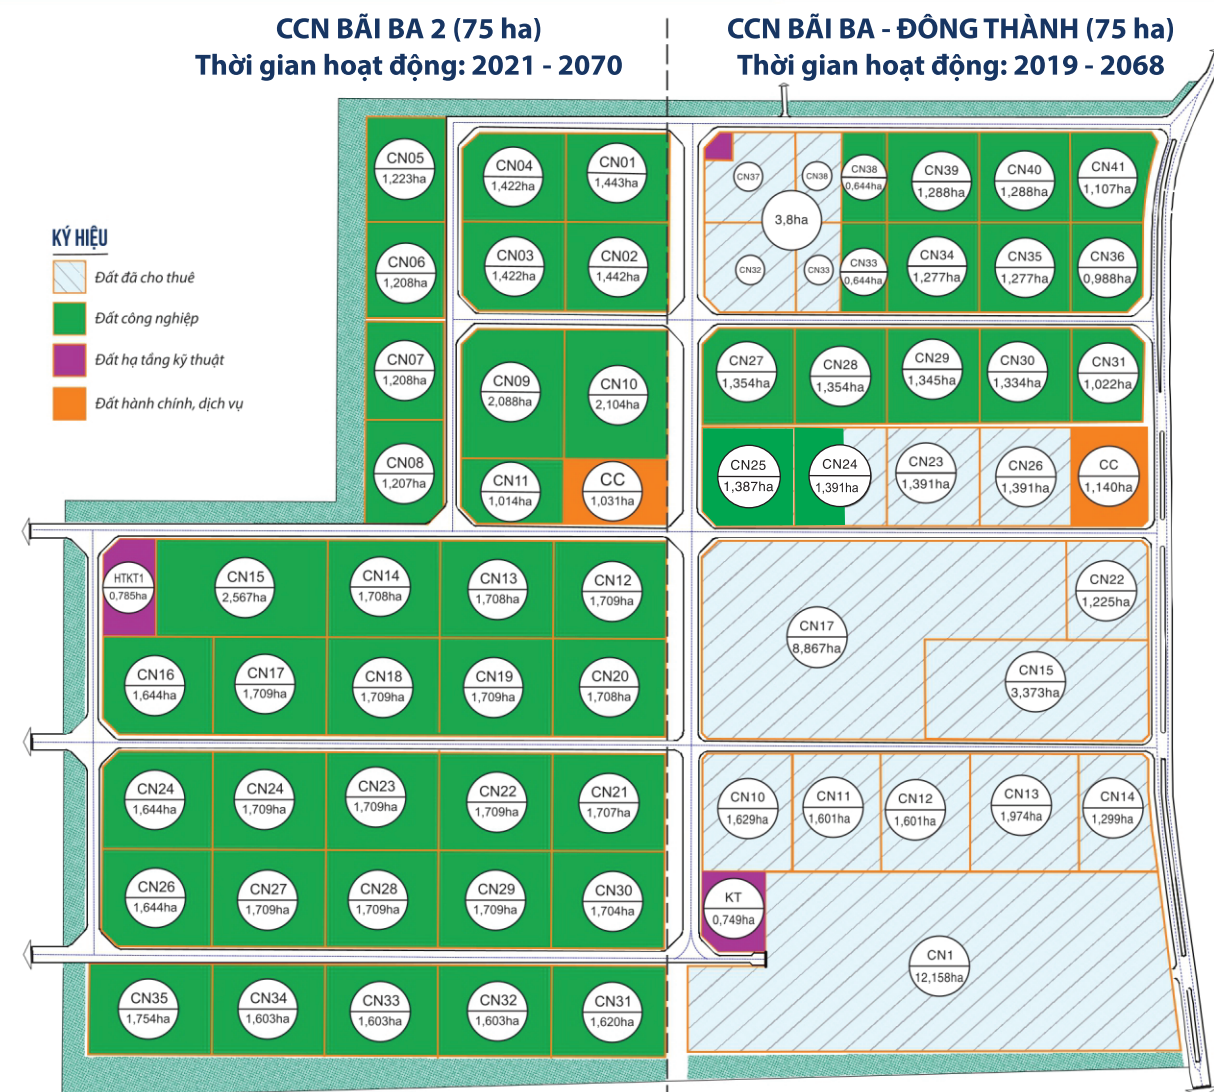 CCN BÃI BA 2 (75 ha)
Thời gian hoạt động: 2021 - 2070
CCN BÃI BA - ĐÔNG THÀNH (75 ha)
Thời gian hoạt động: 2019 - 2068
KÝ HIỆU
Đất đã cho thuê
Đất công nghiệp
Đất hạ tầng kỹ thuật
Đất hành chính, dịch vụ
CN05
1,223ha
CN04
1,422ha
CN01
1,443ha
CN06
1,208ha
CN03
1,422ha
CN02
1,442ha
CN07
1,208ha
CN09
2,088ha
CN10
2,104ha
CN08
1,207ha
CN11
1,014ha
CC
1,031ha
HTKT1
0,785ha
CN15
2,567ha
CN14
1,708ha
CN13
1,708ha
CN12
1,709ha
CN16
1,644ha
CN17
1,709ha
CN18
1,709ha
CN19
1,709ha
CN20
1,708ha
CN24
1,644ha
CN24
1,709ha
CN23
1,709ha
CN22
1,709ha
CN21
1,707ha
CN26
1,644ha
CN27
1,709ha
CN28
1,709ha
CN29
1,709ha
CN30
1,704ha
CN35
1,754ha
CN34
1,603ha
CN33
1,603ha
CN32
1,603ha
CN31
1,620ha
CN37
CN38
CN38
0,644ha
CN39
1,288ha
CN40
1,288ha
CN41
1,107ha
3,8ha
CN32
CN33
CN33
0,644ha
CN34
1,277ha
CN35
1,277ha
CN36
0,988ha
CN27
1,354ha
CN28
1,354ha
CN29
1,345ha
CN30
1,334ha
CN31
1,022ha
CN25
1,387ha
CN24
1,391ha
CN23
1,391ha
CN26
1,391ha
CC
1,140ha
CN17
8,867ha
CN22
1,225ha
CN15
3,373ha
CN10
1,629ha
CN11
1,601ha
CN12
1,601ha
CN13
1,974ha
CN14
1,299ha
KT
0,749ha
CN1
12,158ha